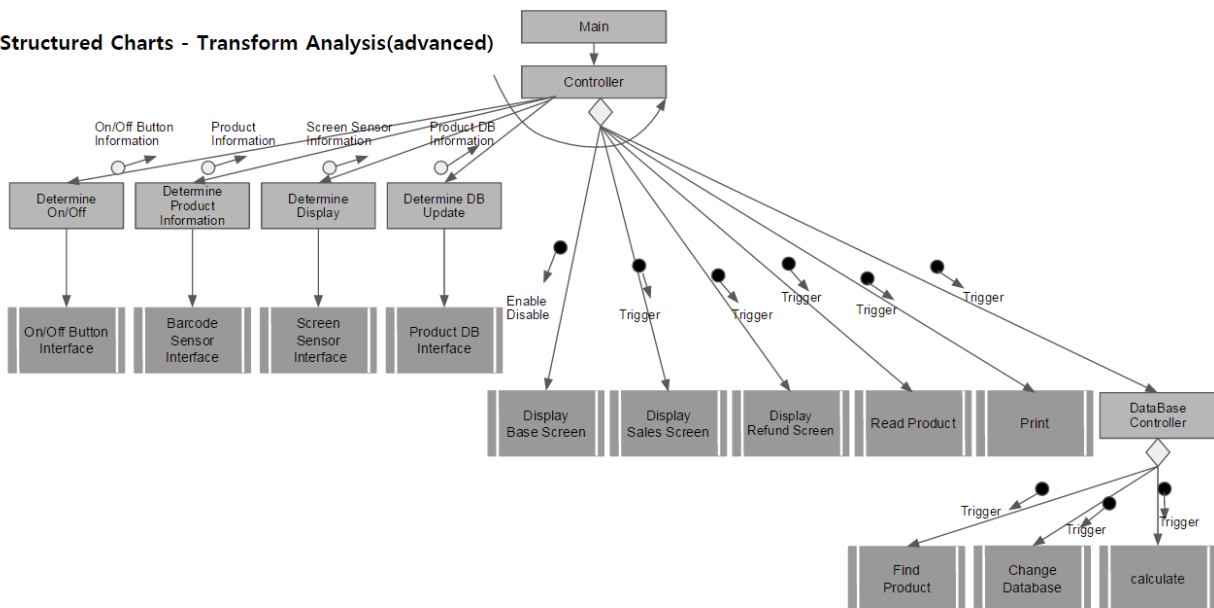 Structured Charts - Transform Analysis(advanced)
Main
Controller
On/Off Button
Information
Product
Information
Screen Sensor
Information
Product DB
Information
Determine
On/Off
Determine
Product
Information
Determine
Display
Determine DB
Update
On/Off Button
Interface
Barcode
Sensor
Interface
Screen
Sensor
Interface
Product DB
Interface
Enable
Disable
Trigger
Trigger
Trigger
Trigger
Trigger
Display
Base Screen
Display
Sales Screen
Display
Refund Screen
Read Product
Print
DataBase
Controller
Trigger
Trigger
Trigger
Find
Product
Change
Database
calculate